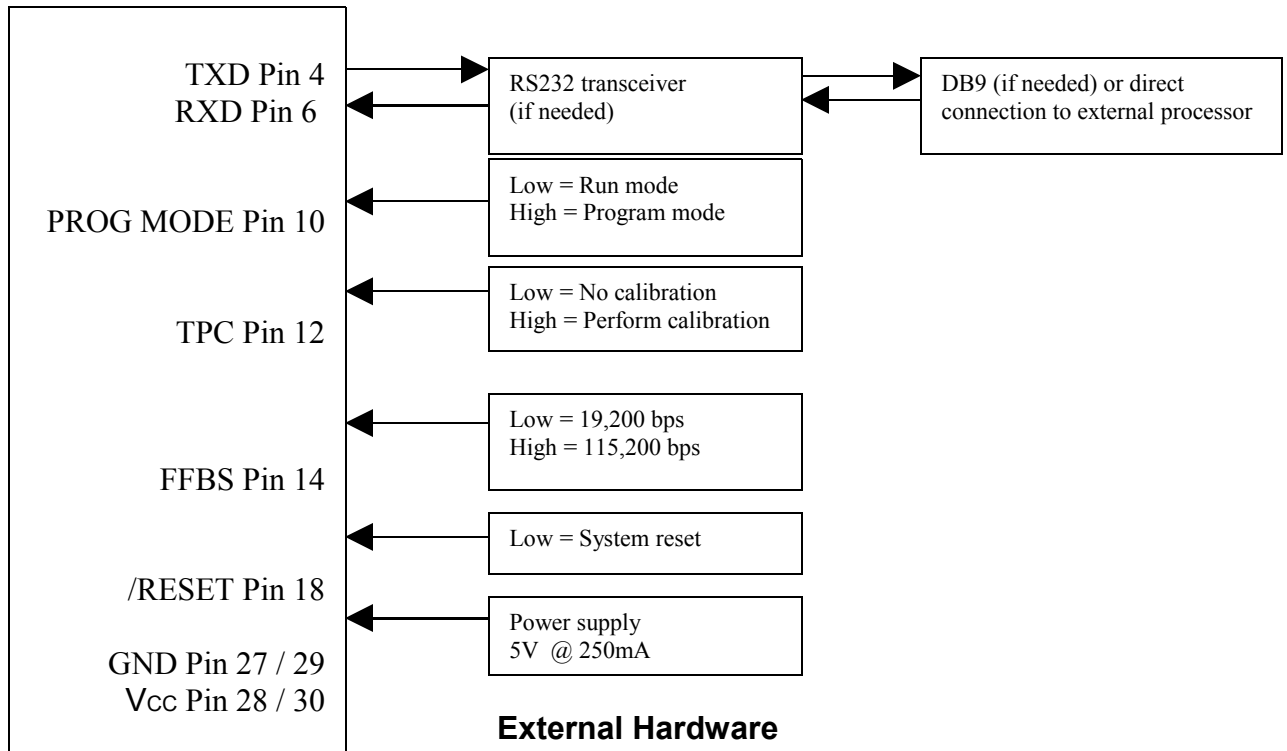 TXD Pin 4
RXD Pin 6
RS232 transceiver
(if needed)
DB9 (if needed) or direct
connection to external processor
PROG MODE Pin 10
Low = Run mode
High = Program mode
TPC Pin 12
Low = No calibration
High = Perform calibration
FFBS Pin 14
Low = 19,200 bps
High = 115,200 bps
/RESET Pin 18
Low = System reset
GND Pin 27 / 29
Vcc Pin 28 / 30
Power supply
5V @ 250mA
External Hardware